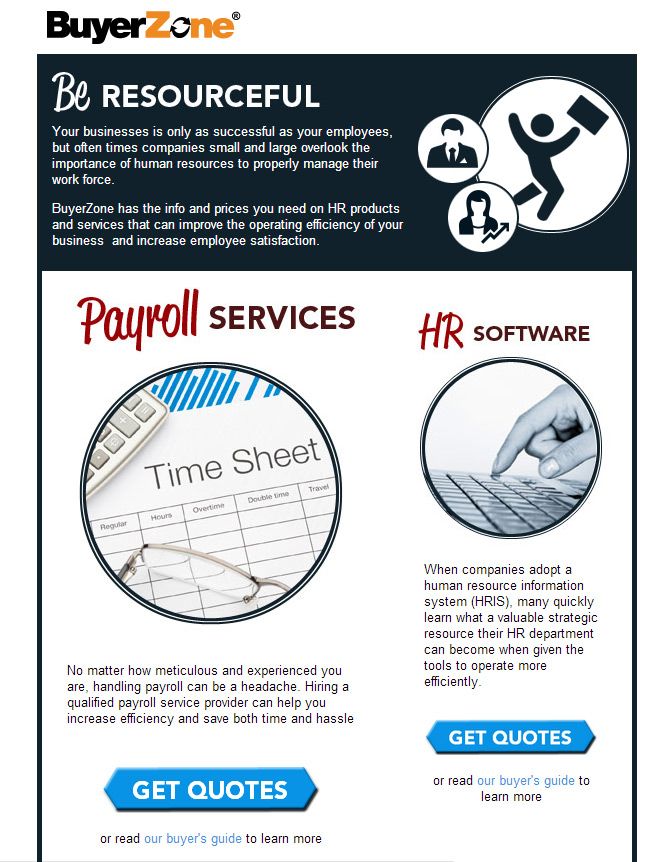 BuyerZone®
Be RESOURCEFUL
Your businesses is only as successful as your employees,
but often times companies small and large overlook the
importance of human resources to properly manage their
work force.
BuyerZone has the info and prices you need on HR products
and services that can improve the operating efficiency of your
business and increase employee satisfaction.
Payroll SERVICES
Time Sheet
Regular Hours Overtime Double time Travel
No matter how meticulous and experienced you
are, handling payroll can be a headache. Hiring a
qualified payroll service provider can help you
increase efficiency and save both time and hassle
GET QUOTES
or read our buyer's guide to learn more
HR SOFTWARE
When companies adopt a
human resource information
system (HRIS), many quickly
learn what a valuable strategic
resource their HR department
can become when given the
tools to operate more
efficiently.
GET QUOTES
or read our buyer's guide to
learn more